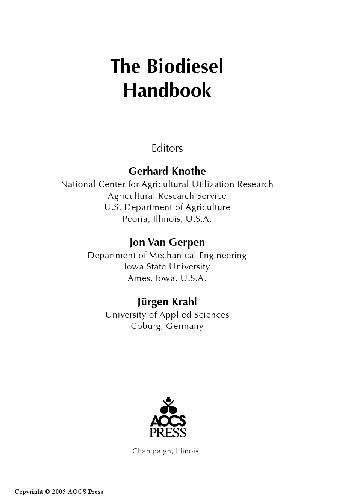 The Biodiesel
Handbook
Editors
Gerhard Knothe
National Center for Agricultural Utilization Research
Agricultural Research Service
U.S. Department of Agriculture
Peoria, Illinois, U.S.A.
Jon Van Gerpen
Department of Mechanical Engineering
Iowa State University
Ames, Iowa, U.S.A.
Jürgen Krahl
University of Applied Sciences
Coburg, Germany
AOCS
PRESS
Champaign, Illinois
Copyright © 2005 AOCS Press